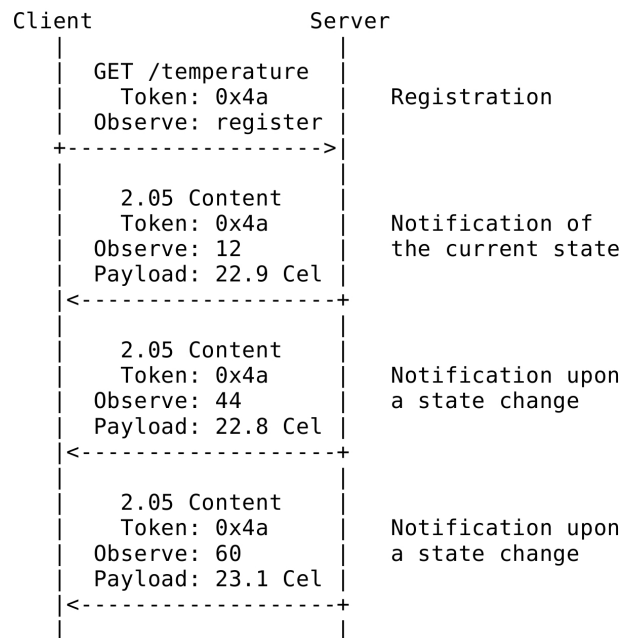 Client Server
GET /temperature
Token: 0x4a Registration
Observe: register
2.05 Content
Token: 0x4a Notification of
Observe: 12 the current state
Payload: 22.9 Cel
2.05 Content
Token: 0x4a Notification upon
Observe: 44 a state change
Payload: 22.8 Cel
2.05 Content
Token: 0x4a Notification upon
Observe: 60 a state change
Payload: 23.1 Cel